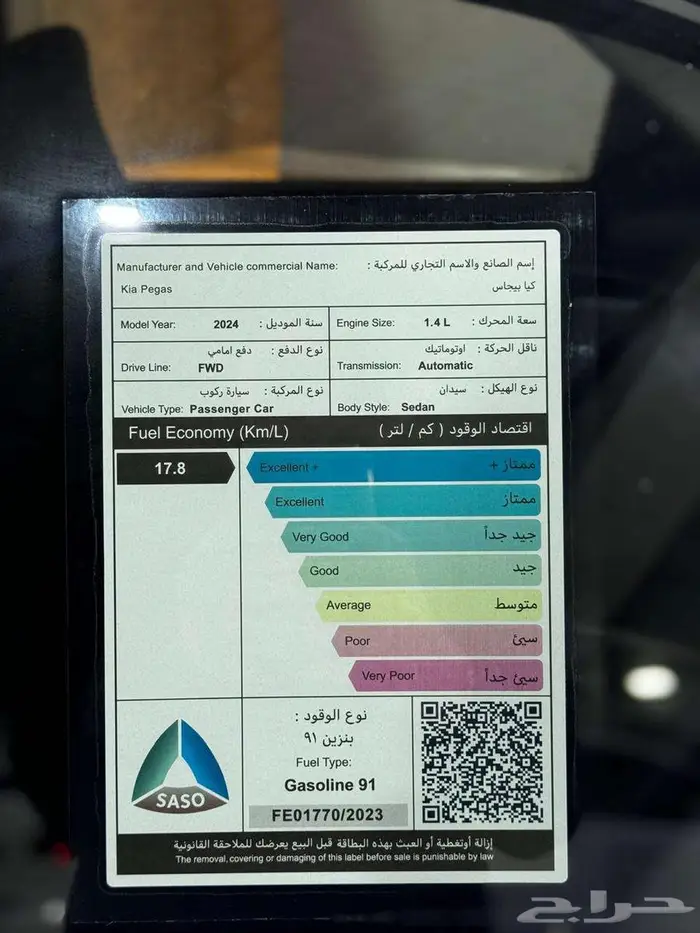 Manufacturer and Vehicle commercial Name: إسم الصانع والاسم التجاري للمركبة :
Kia Pegas كيا بيجاس
Model Year: 2024 سنة الموديل : Engine Size: 1.4 L سعة المحرك :
نوع الدفع : دفع امامي ناقل الحركة : اوتوماتيك
Drive Line: FWD Transmission: Automatic
نوع المركبة : سيارة ركوب نوع الهيكل : سيدان
Vehicle Type: Passenger Car Body Style: Sedan
Fuel Economy (Km/L) اقتصاد الوقود ( كم / لتر )
17.8 Excellent + ممتاز +
Excellent ممتاز
Very Good جيد جداً
Good جيد
Average متوسط
Poor سيئ
Very Poor سيئ جداً
SASO
نوع الوقود :
بنزين ٩١
Fuel Type:
Gasoline 91
FE01770/2023
إزالة أوتغطية أو العبث بهذه البطاقة قبل البيع يعرضك للملاحقة القانونية
The removal, covering or damaging of this label before sale is punishable by law
حراج